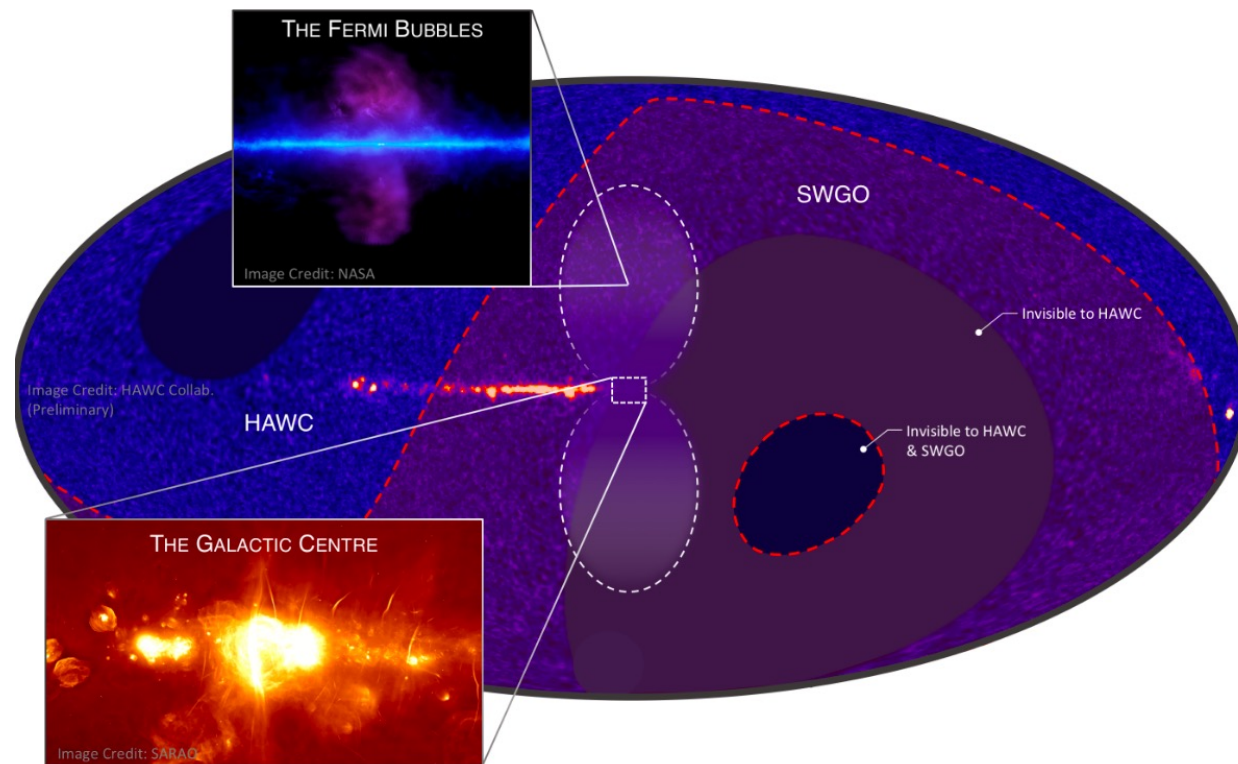 THE FERMI BUBBLES
Image Credit: NASA
SWGO
Invisible to HAWC
Image Credit: HAWC Collab.
(Preliminary)
HAWC
Invisible to HAWC
& SWGO
THE GALACTIC CENTRE
Image Credit: SARAO